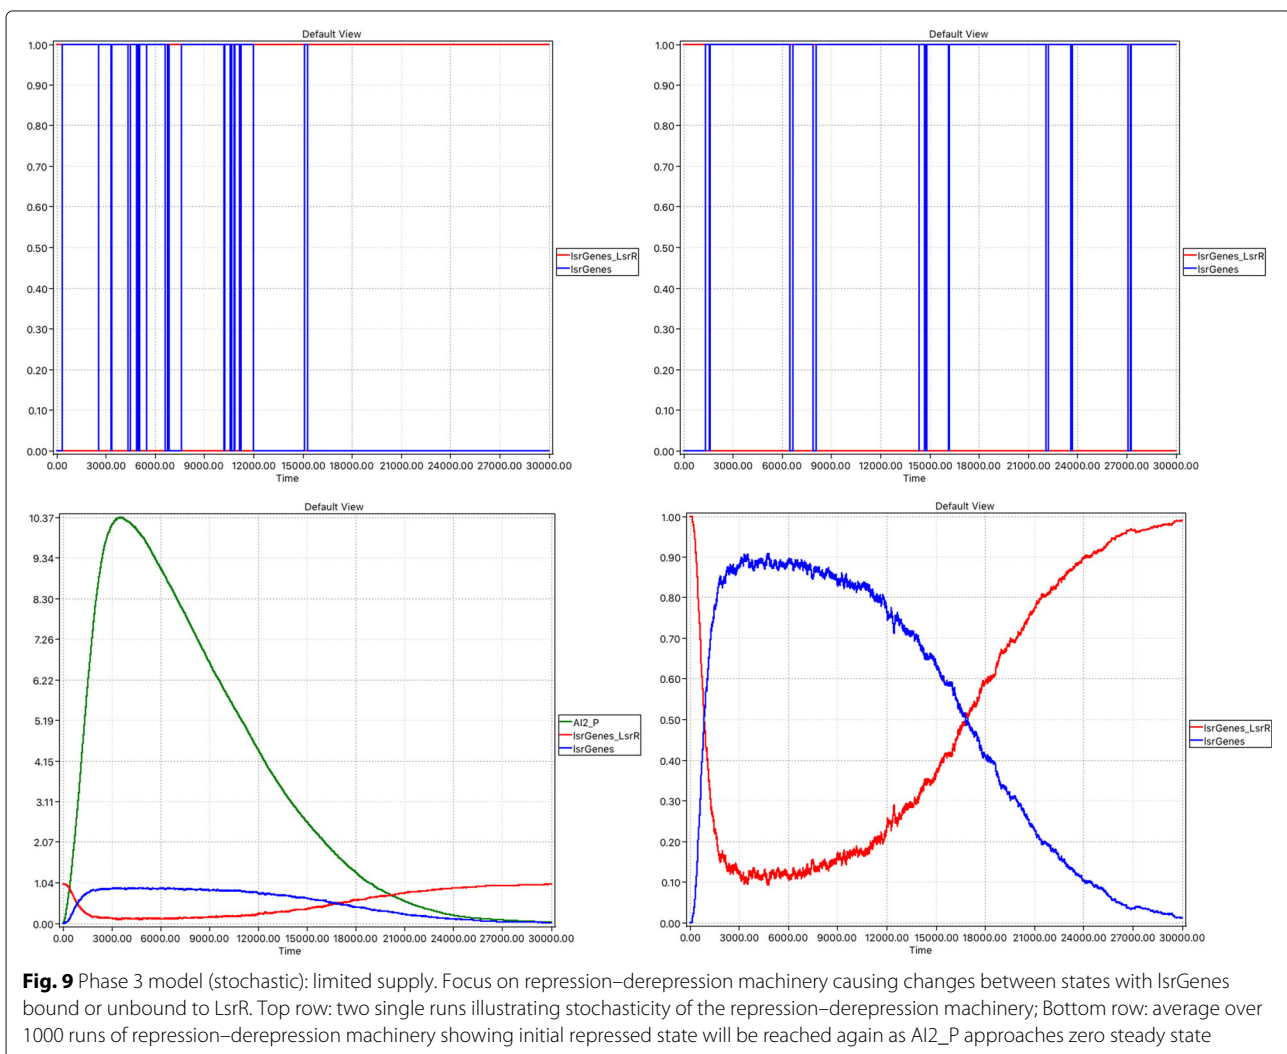 Default View
1.00
0.90
0.80
0.70
0.60
0.50
0.40
0.30
0.20
0.10
0.00
0.00 3000.00 6000.00 9000.00 12000.00 15000.00 18000.00 21000.00 24000.00 27000.00 30000.00
Time
lsrGenes_LsrR
lsrGenes
Default View
1.00
0.90
0.80
0.70
0.60
0.50
0.40
0.30
0.20
0.10
0.00
0.00 3000.00 6000.00 9000.00 12000.00 15000.00 18000.00 21000.00 24000.00 27000.00 30000.00
Time
lsrGenes_LsrR
lsrGenes
Default View
10.37
9.34
8.30
7.26
6.22
5.19
4.15
3.11
2.07
1.04
0.00
0.00 3000.00 6000.00 9000.00 12000.00 15000.00 18000.00 21000.00 24000.00 27000.00 30000.00
Time
AI2_P
lsrGenes_LsrR
lsrGenes
Default View
1.00
0.90
0.80
0.70
0.60
0.50
0.40
0.30
0.20
0.10
0.00
0.00 3000.00 6000.00 9000.00 12000.00 15000.00 18000.00 21000.00 24000.00 27000.00 30000.00
Time
lsrGenes_LsrR
lsrGenes
Fig. 9 Phase 3 model (stochastic): limited supply. Focus on repression–derepression machinery causing changes between states with lsrGenes
bound or unbound to LsrR. Top row: two single runs illustrating stochasticity of the repression–derepression machinery; Bottom row: average over
1000 runs of repression–derepression machinery showing initial repressed state will be reached again as AI2_P approaches zero steady state